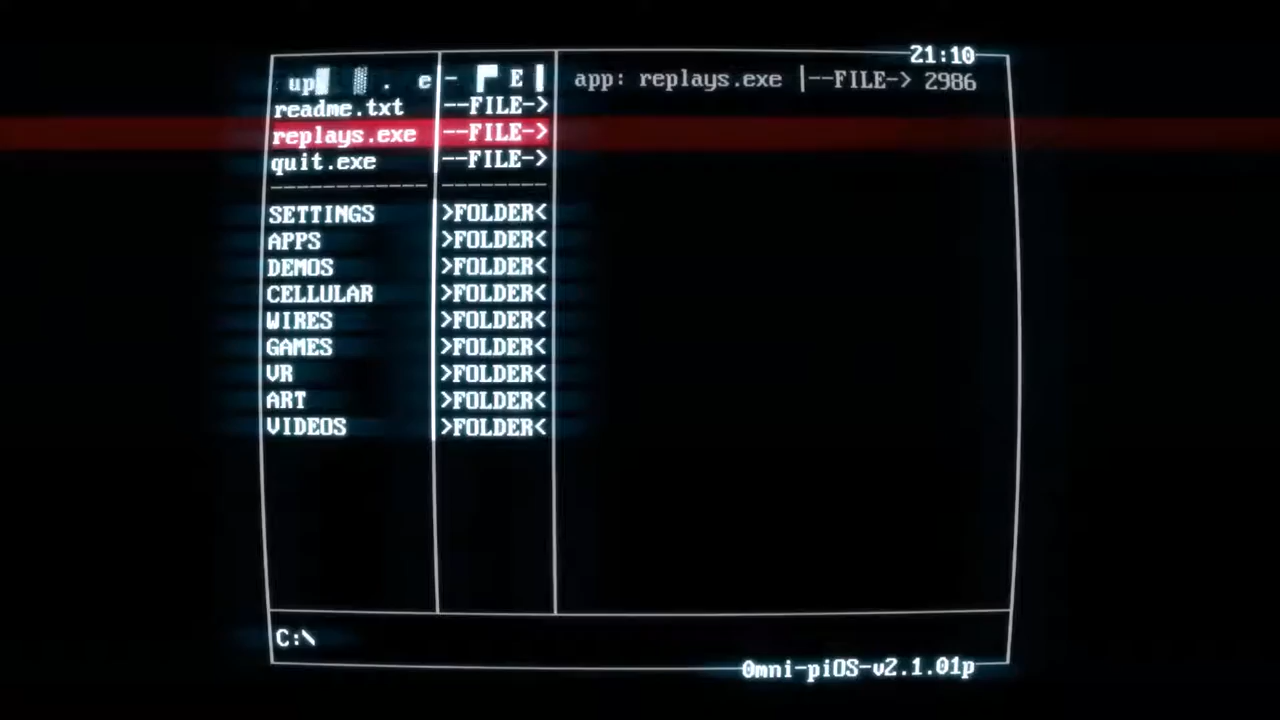 21:10
up . e - E
readme.txt --FILE->
replays.exe --FILE->
quit.exe --FILE->
------------ --------
SETTINGS >FOLDER<
APPS >FOLDER<
DEMOS >FOLDER<
CELLULAR >FOLDER<
WIRES >FOLDER<
GAMES >FOLDER<
VR >FOLDER<
ART >FOLDER<
VIDEOS >FOLDER<
app: replays.exe |--FILE-> 2986
C:\
0mni-piOS-v2.1.01p